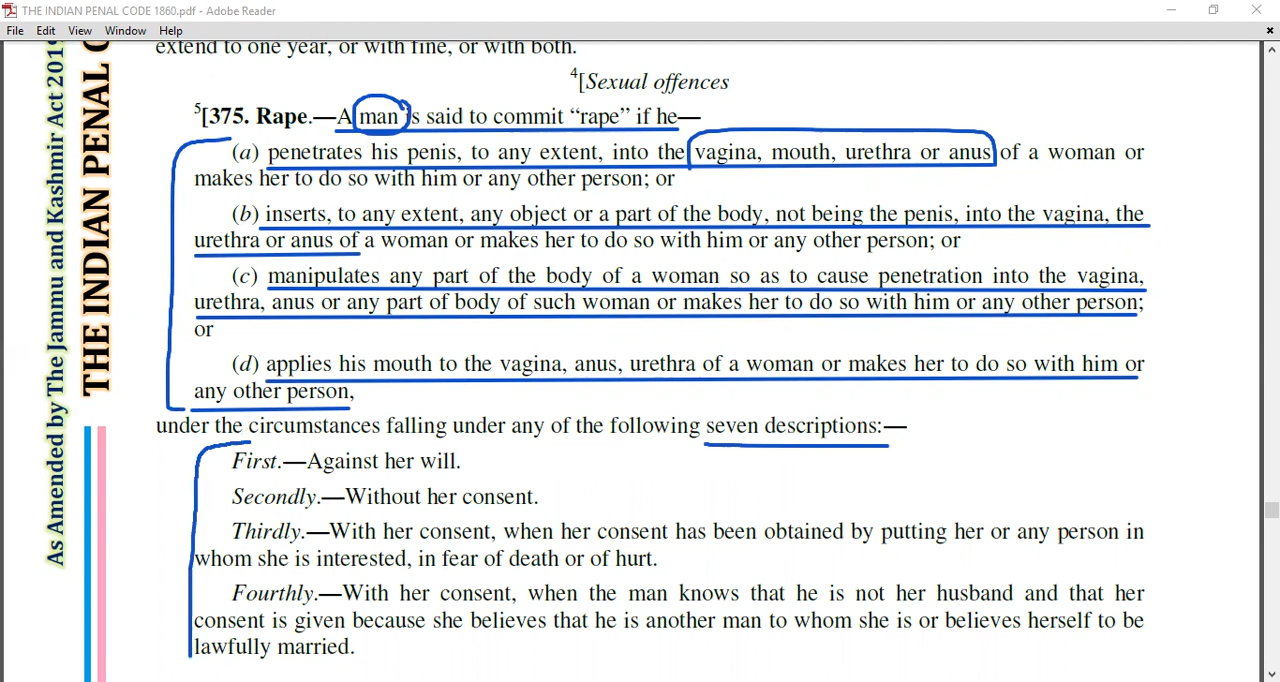 THE INDIAN PENAL CODE 1860.pdf - Adobe Reader
File Edit View Window Help
As Amended by The Jammu and Kashmir Act 2019
THE INDIAN PENAL C
extend to one year, or with fine, or with both.
4[Sexual offences
5[375. Rape.—A man is said to commit “rape” if he—
(a) penetrates his penis, to any extent, into the vagina, mouth, urethra or anus of a woman or
makes her to do so with him or any other person; or
(b) inserts, to any extent, any object or a part of the body, not being the penis, into the vagina, the
urethra or anus of a woman or makes her to do so with him or any other person; or
(c) manipulates any part of the body of a woman so as to cause penetration into the vagina,
urethra, anus or any part of body of such woman or makes her to do so with him or any other person;
or
(d) applies his mouth to the vagina, anus, urethra of a woman or makes her to do so with him or
any other person,
under the circumstances falling under any of the following seven descriptions:—
First.—Against her will.
Secondly.—Without her consent.
Thirdly.—With her consent, when her consent has been obtained by putting her or any person in
whom she is interested, in fear of death or of hurt.
Fourthly.—With her consent, when the man knows that he is not her husband and that her
consent is given because she believes that he is another man to whom she is or believes herself to be
lawfully married.